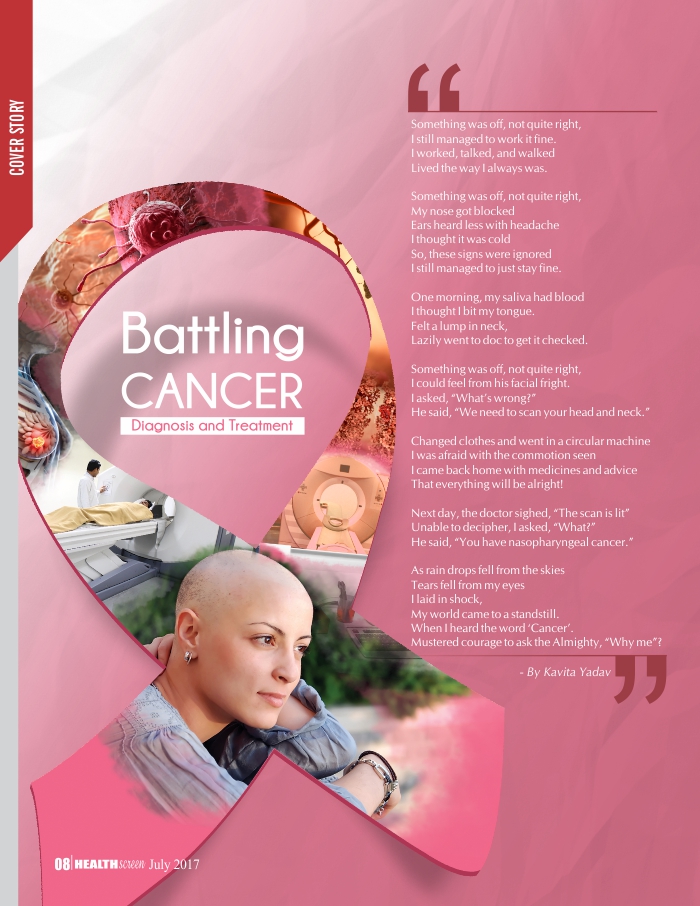 COVER STORY
Battling
CANCER
Diagnosis and Treatment
“
Something was off, not quite right,
I still managed to work it fine.
I worked, talked, and walked
Lived the way I always was.
Something was off, not quite right,
My nose got blocked
Ears heard less with headache
I thought it was cold
So, these signs were ignored
I still managed to just stay fine.
One morning, my saliva had blood
I thought I bit my tongue.
Felt a lump in neck,
Lazily went to doc to get it checked.
Something was off, not quite right,
I could feel from his facial fright.
I asked, “What’s wrong?”
He said, “We need to scan your head and neck.”
Changed clothes and went in a circular machine
I was afraid with the commotion seen
I came back home with medicines and advice
That everything will be alright!
Next day, the doctor sighed, “The scan is lit”
Unable to decipher, I asked, “What?”
He said, “You have nasopharyngeal cancer.”
As rain drops fell from the skies
Tears fell from my eyes
I laid in shock,
My world came to a standstill.
When I heard the word ‘Cancer’.
Mustered courage to ask the Almighty, “Why me”?
- By Kavita Yadav
”
08 HEALTH screen July 2017